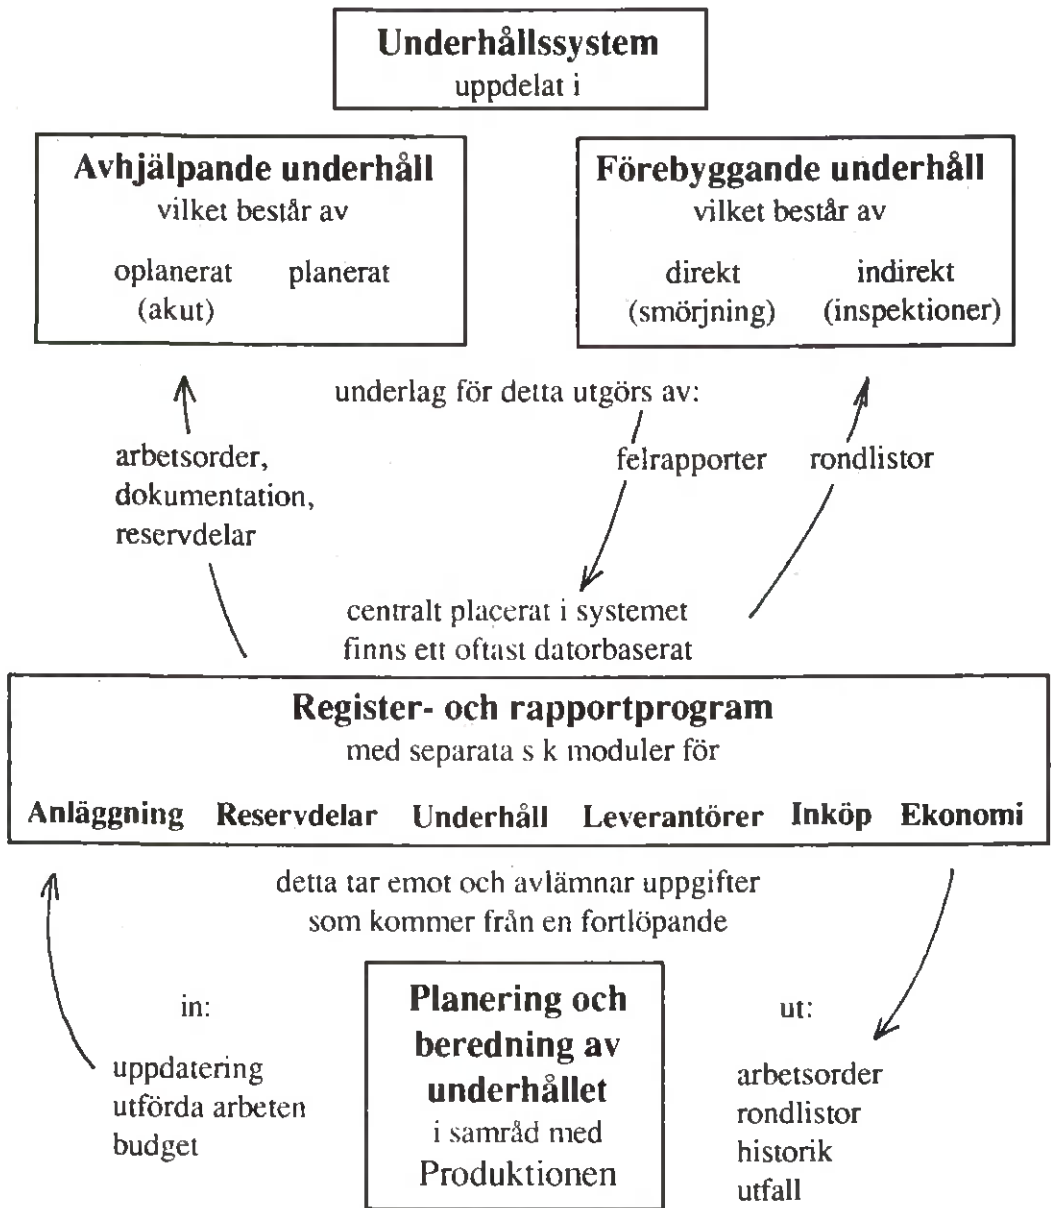 Underhållssystem
uppdelat i
Avhjälpande underhåll
vilket består av
oplanerat planerat
(akut)
Förebyggande underhåll
vilket består av
direkt indirekt
(smörjning) (inspektioner)
underlag för detta utgörs av:
arbetsorder,
dokumentation,
reservdelar
felrapporter rondlistor
centralt placerat i systemet
finns ett oftast datorbaserat
Register- och rapportprogram
med separata s k moduler för
Anläggning Reservdelar Underhåll Leverantörer Inköp Ekonomi
detta tar emot och avlämnar uppgifter
som kommer från en fortlöpande
in:
uppdatering
utförda arbeten
budget
Planering och
beredning av
underhållet
i samråd med
Produktionen
ut:
arbetsorder
rondlistor
historik
utfall